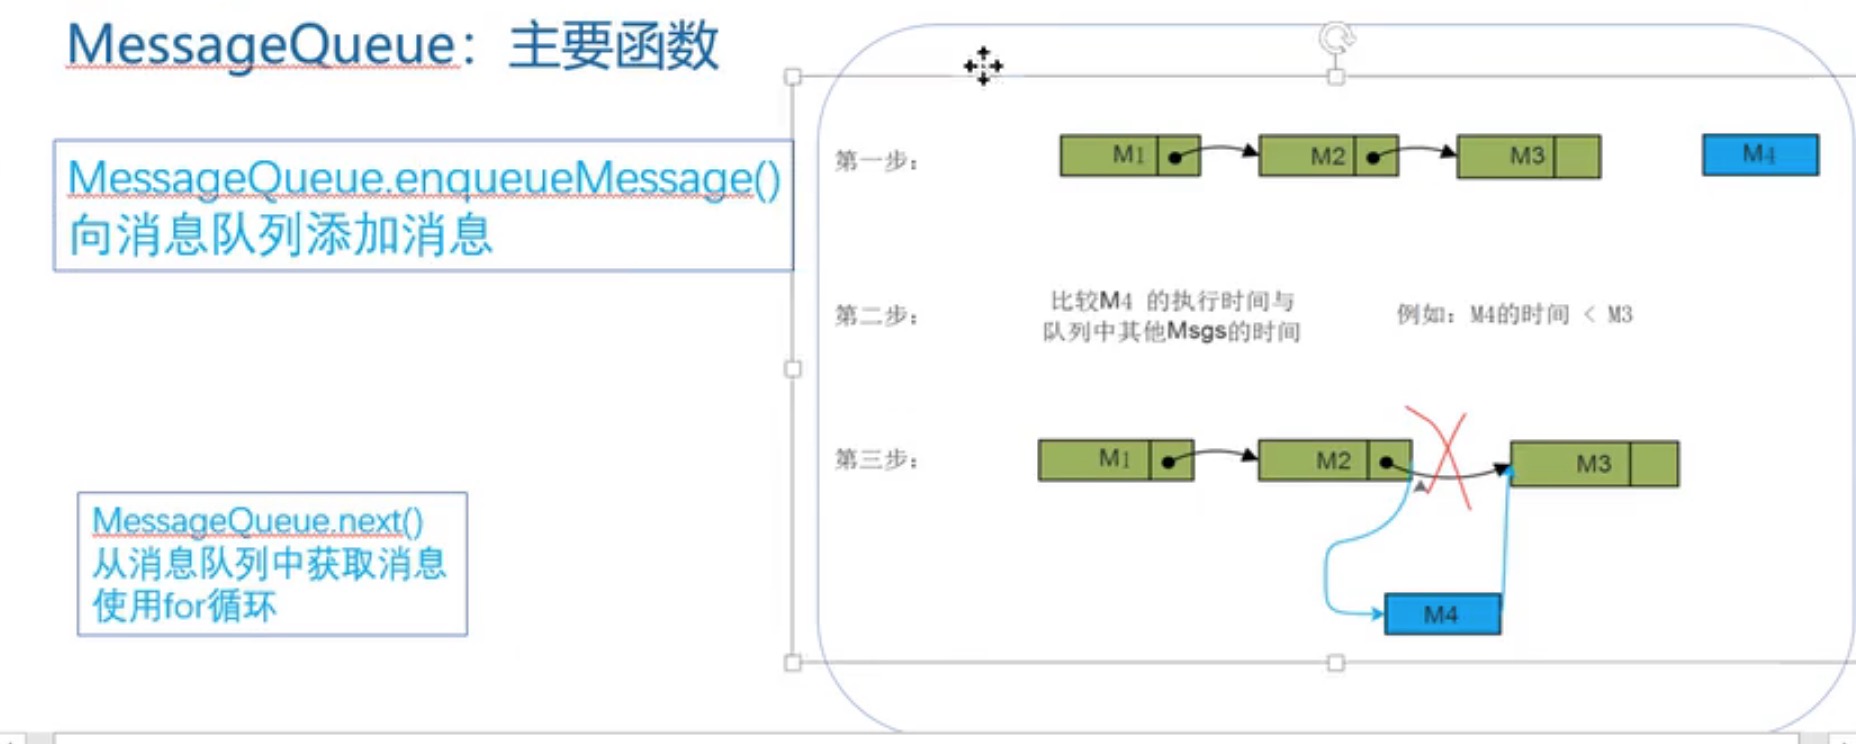 MessageQueue：主要函数
MessageQueue.enqueueMessage()
向消息队列添加消息
MessageQueue.next()
从消息队列中获取消息
使用for循环
第一步：
M1
M2
M3
M4
第二步：
比较M4 的执行时间与
队列中其他Msgs的时间
例如：M4的时间 < M3
第三步：
M1
M2
M3
M4